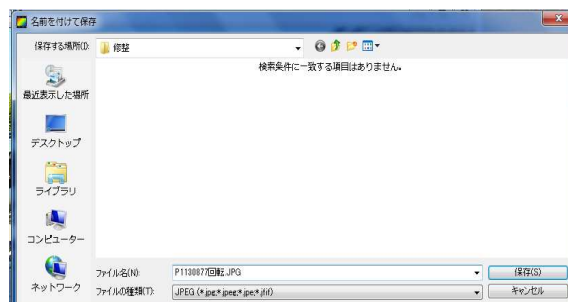 名前を付けて保存
保存する場所(I):
修整
検索条件に一致する項目はありません。
最近表示した場所
デスクトップ
ライブラリ
コンピューター
ネットワーク
ファイル名(N):
P1130877回転.JPG
保存(S)
ファイルの種類(T):
JPEG (*.jpg;*.jpeg;*.jpe;*.jfif)
キャンセル